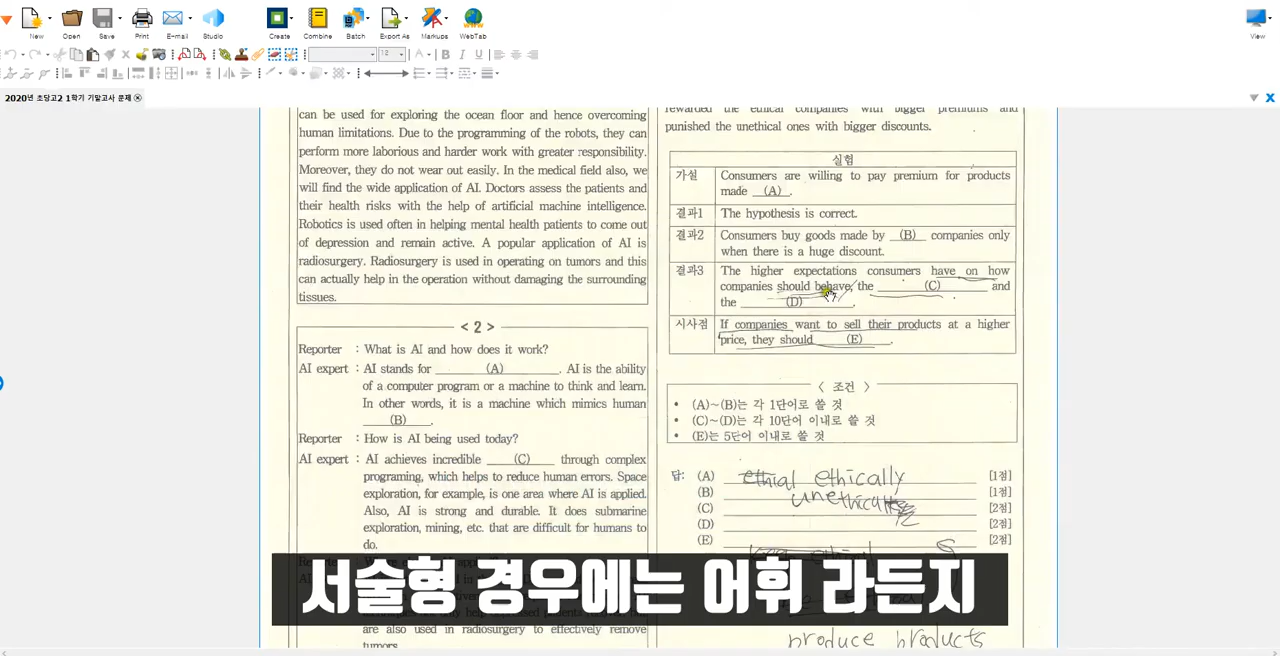 New
Open
Save
Print
E-mail
Studio
Create
Combine
Batch
Export As
Markups
WebTab
View
2020년 초당고2 1학기 기말고사 문제
can be used for exploring the ocean floor and hence overcoming
human limitations. Due to the programming of the robots, they can
perform more laborious and harder work with greater responsibility.
Moreover, they do not wear out easily. In the medical field also, we
will find the wide application of AI. Doctors assess the patients and
their health risks with the help of artificial machine intelligence.
Robotics is used often in helping mental health patients to come out
of depression and remain active. A popular application of AI is
radiosurgery. Radiosurgery is used in operating on tumors and this
can actually help in the operation without damaging the surrounding
tissues.
< 2 >
Reporter : What is AI and how does it work?
AI expert : AI stands for (A) . AI is the ability
of a computer program or a machine to think and learn.
In other words, it is a machine which mimics human
(B) .
Reporter : How is AI being used today?
AI expert : AI achieves incredible (C) through complex
programing, which helps to reduce human errors. Space
exploration, for example, is one area where AI is applied.
Also, AI is strong and durable. It does submarine
exploration, mining, etc. that are difficult for humans to
do.
are also used in radiosurgery to effectively remove
tumors.
rewarded the ethical companies with bigger premiums and
punished the unethical ones with bigger discounts.
실험
가설 Consumers are willing to pay premium for products
made (A) .
결과1 The hypothesis is correct.
결과2 Consumers buy goods made by (B) companies only
when there is a huge discount.
결과3 The higher expectations consumers have on how
companies should behave, the (C) and
the (D) .
시사점 If companies want to sell their products at a higher
price, they should (E) .
< 조건 >
• (A)~(B)는 각 1단어로 쓸 것
• (C)~(D)는 각 10단어 이내로 쓸 것
• (E)는 5단어 이내로 쓸 것
답: (A) ethial ethically [1점]
(B) unethical [1점]
(C) [2점]
(D) [2점]
(E) [2점]
produce products
서술형 경우에는 어휘 라든지